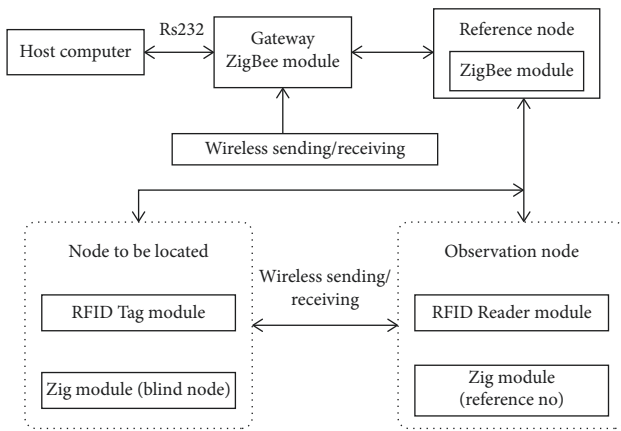 Host computer
Rs232
Gateway
ZigBee module
Reference node
ZigBee module
Wireless sending/receiving
Node to be located
RFID Tag module
Zig module (blind node)
Wireless sending/
receiving
Observation node
RFID Reader module
Zig module
(reference no)